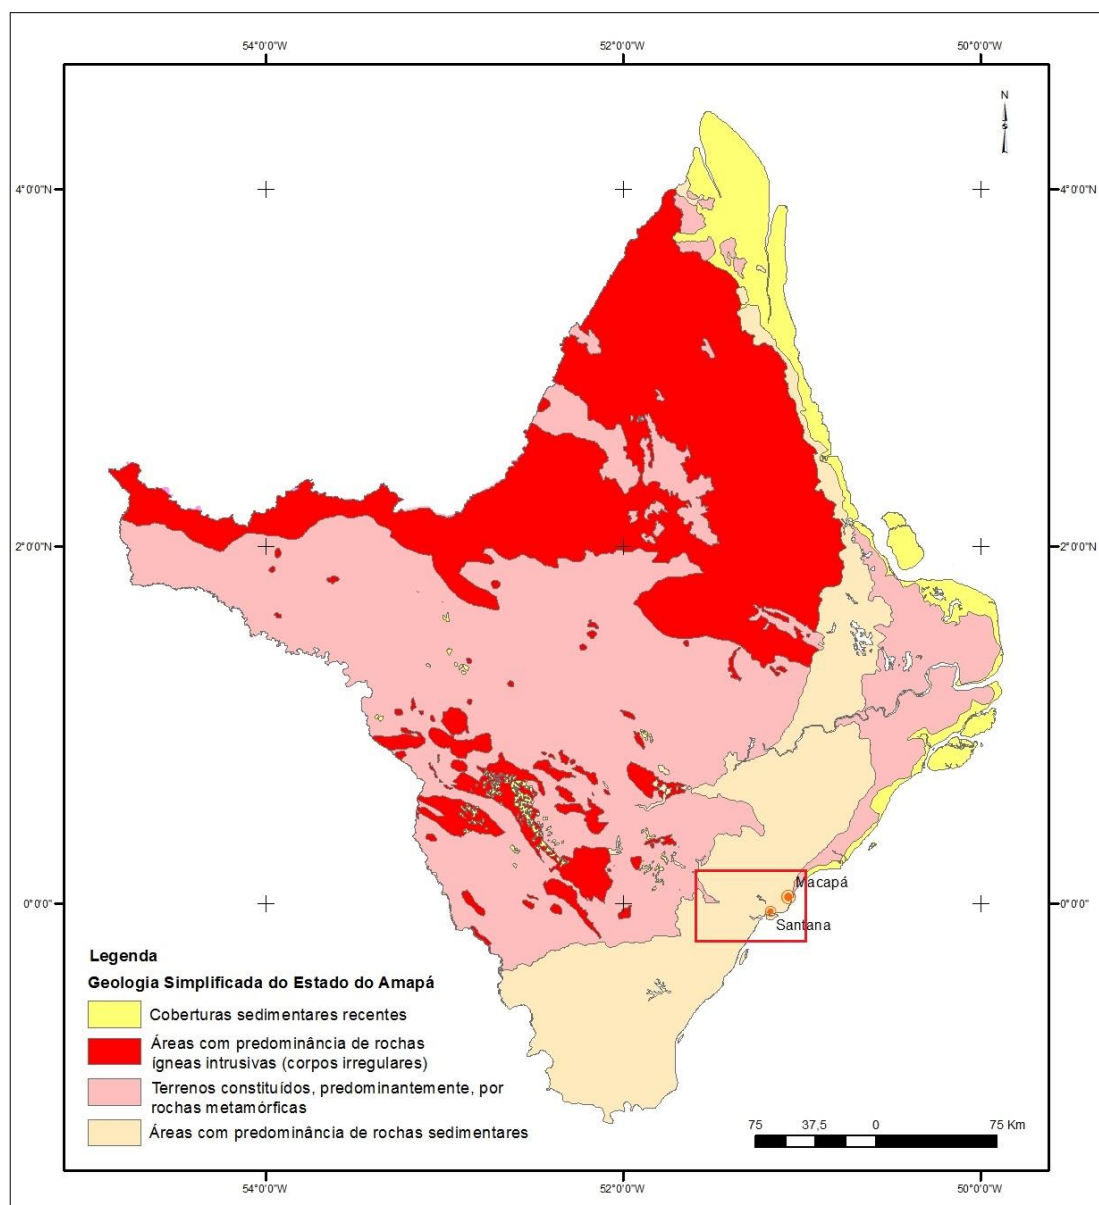 54°0'0"W 52°0'0"W 50°0'0"W
N
4°0'0"N 4°0'0"N
2°0'0"N 2°0'0"N
Macapá
0°0'0" 0°0'0"
Santana
Legenda
Geologia Simplificada do Estado do Amapá
Coberturas sedimentares recentes
Áreas com predominância de rochas
ígneas intrusivas (corpos irregulares)
Terrenos constituídos, predominantemente, por
rochas metamórficas
Áreas com predominância de rochas sedimentares
75 37,5 0 75 Km
54°0'0"W 52°0'0"W 50°0'0"W